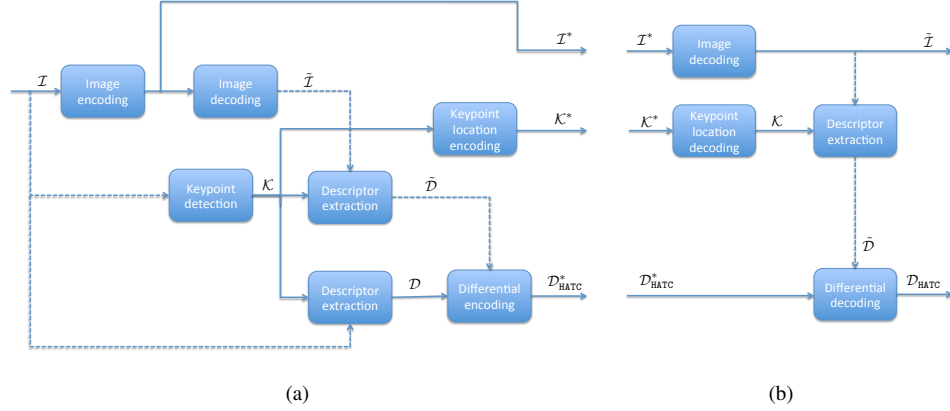 𝓘*
𝓘
Image
encoding
Image
decoding
𝓘̃
Keypoint
location
encoding
𝒦*
Keypoint
detection
𝒦
Descriptor
extraction
𝒟̃
Descriptor
extraction
𝒟
Differential
encoding
𝒟*HATC
(a)
𝓘*
Image
decoding
𝓘̃
𝒦*
Keypoint
location
decoding
𝒦
Descriptor
extraction
𝒟̃
𝒟*HATC
Differential
decoding
𝒟HATC
(b)